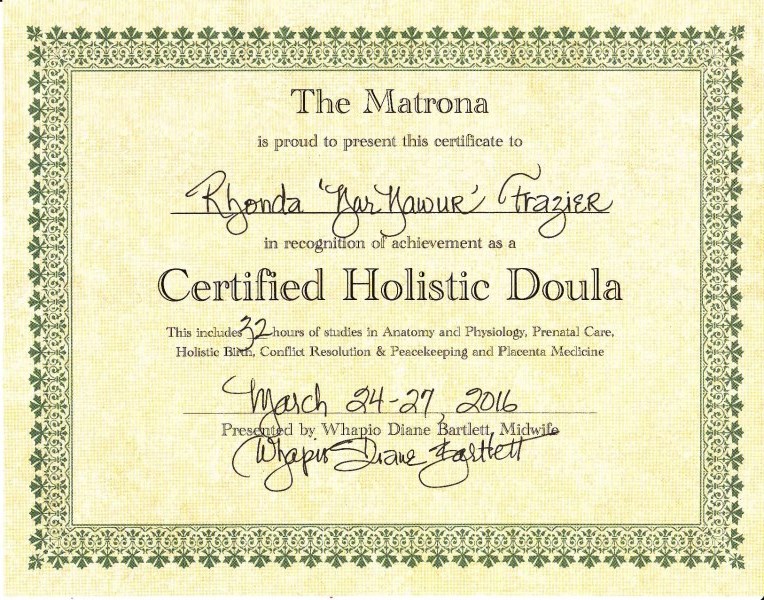 The Matrona
is proud to present this certificate to
Rhonda 'Nar Nawur' Frazier
in recognition of achievement as a
Certified Holistic Doula
This includes 32 hours of studies in Anatomy and Physiology, Prenatal Care,
Holistic Birth, Conflict Resolution & Peacekeeping and Placenta Medicine
March 24-27, 2016
Presented by Whapio Diane Bartlett, Midwife
Whapio Diane Bartlett